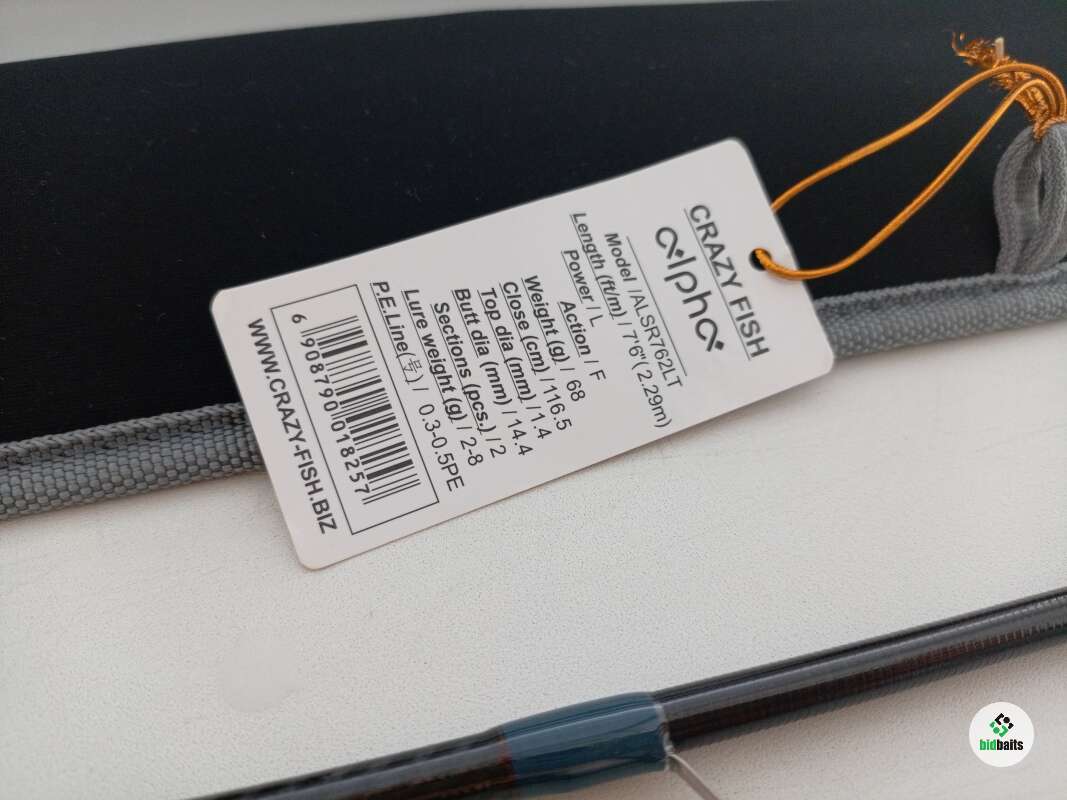 CRAZY FISH
alpha
Model /ALSR762LT
Length (ft/m) / 7'6"(2.29m)
Power / L
Action / F
Weight (g) / 68
Close (cm) / 116.5
Top dia (mm) / 1.4
Butt dia (mm) / 14.4
Sections (pcs.) / 2
Lure weight (g) / 2-8
P.E.Line(号) / 0.3-0.5PE
6 908790 018257
WWW.CRAZY-FISH.BIZ
bidbaits